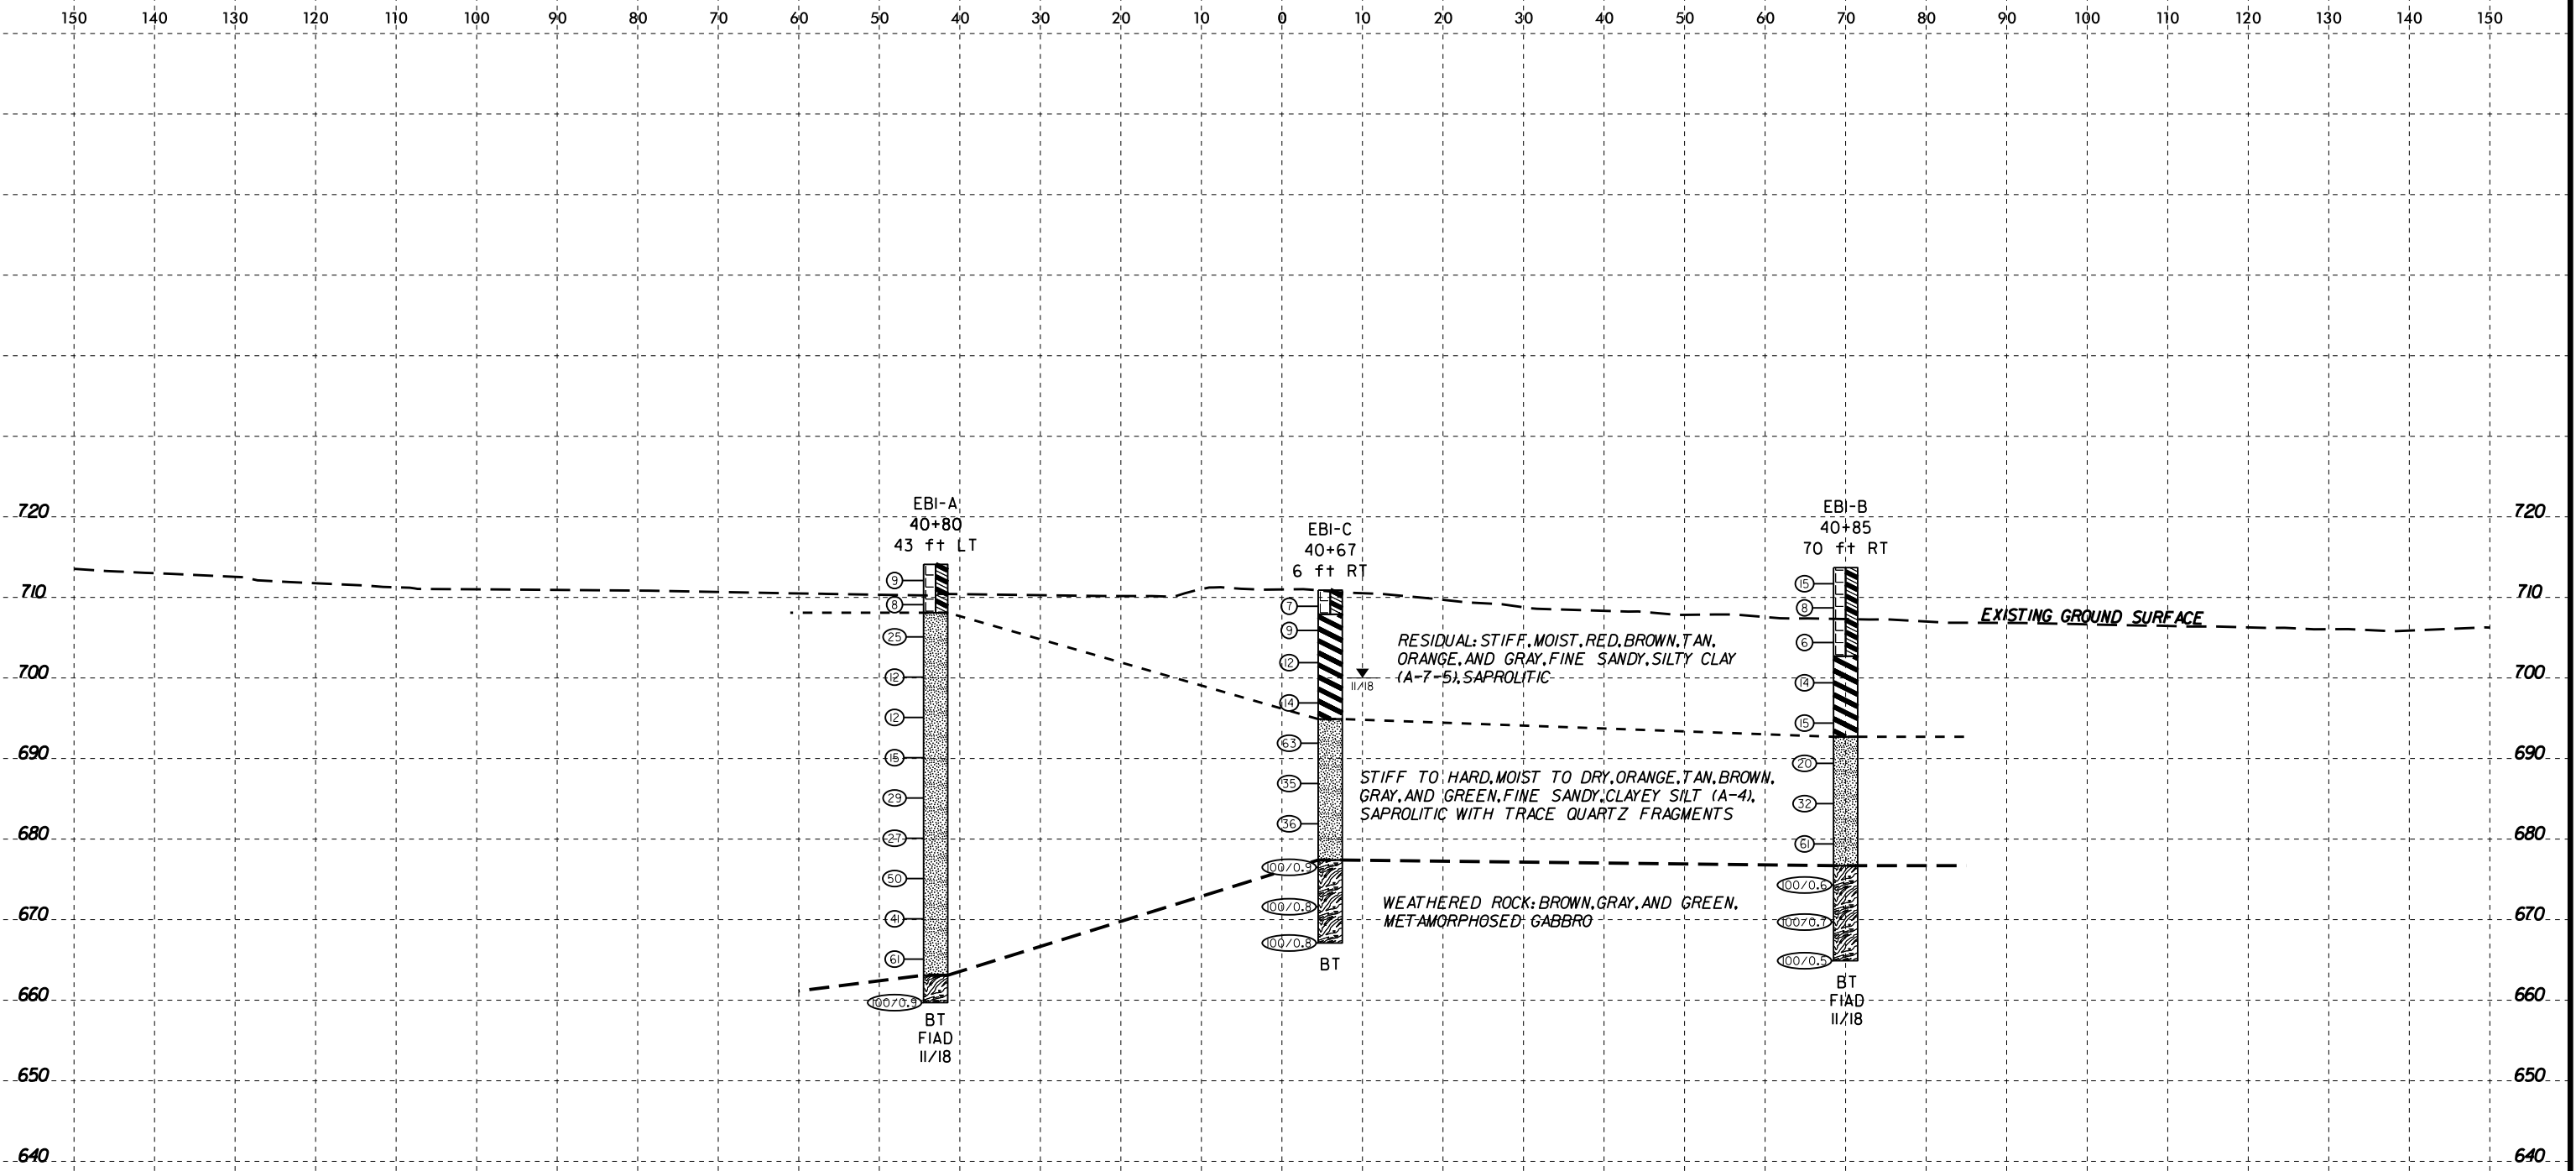 150 140 130 120 110 100 90 80 70 60 50 40 30 20 10 0 10 20 30 40 50 60 70 80 90 100 110 120 130 140 150
720 720
EB1-A
40+80
43 ft LT
EB1-C
40+67
6 ft RT
EB1-B
40+85
70 ft RT
710 710
700 700
690 690
680 680
670 670
660 660
650 650
640 640
9
8
25
12
12
15
29
27
50
41
61
100/0.9
BT
FIAD
11/18
7
9
12
14
63
35
36
100/0.9
100/0.8
100/0.8
BT
11/18
RESIDUAL: STIFF, MOIST, RED, BROWN, TAN,
ORANGE, AND GRAY, FINE SANDY, SILTY CLAY
(A-7-5), SAPROLITIC
STIFF TO HARD, MOIST TO DRY, ORANGE, TAN, BROWN,
GRAY, AND GREEN, FINE SANDY, CLAYEY SILT (A-4),
SAPROLITIC WITH TRACE QUARTZ FRAGMENTS
WEATHERED ROCK: BROWN, GRAY, AND GREEN,
METAMORPHOSED GABBRO
15
8
6
14
15
20
32
61
100/0.6
100/0.7
100/0.5
BT
FIAD
11/18
EXISTING GROUND SURFACE